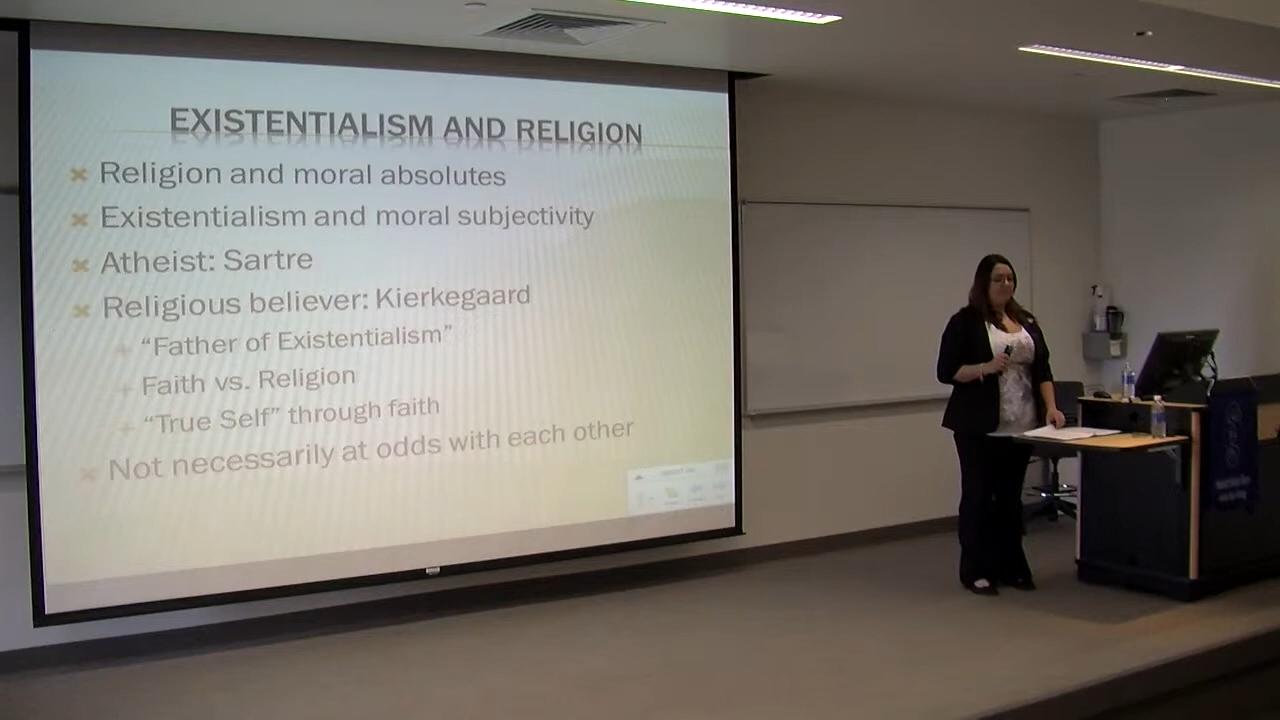 EXISTENTIALISM AND RELIGION
Religion and moral absolutes
Existentialism and moral subjectivity
Atheist: Sartre
Religious believer: Kierkegaard
“Father of Existentialism”
Faith vs. Religion
“True Self” through faith
Not necessarily at odds with each other